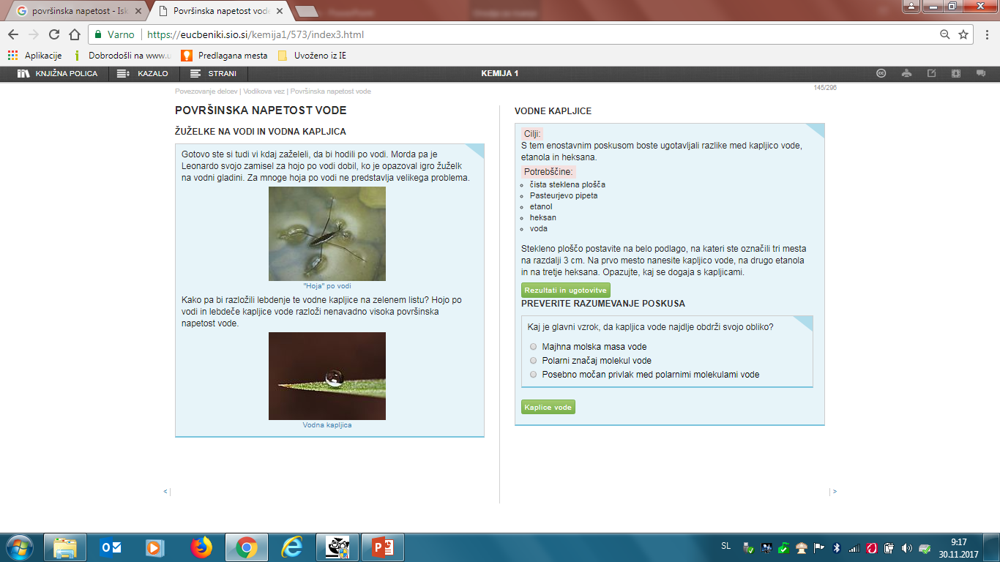 površinska napetost - Isk
Površinska napetost vode
Varno
https://eucbeniki.sio.si/kemija1/573/index3.html
Aplikacije
Dobrodošli na www.u
Predlagana mesta
Uvoženo iz IE
KNJIŽNA POLICA
KAZALO
STRANI
KEMIJA 1
Povezovanje delcev | Vodikova vez | Površinska napetost vode
145/296
POVRŠINSKA NAPETOST VODE
ŽUŽELKE NA VODI IN VODNA KAPLJICA
Gotovo ste si tudi vi kdaj zaželeli, da bi hodili po vodi. Morda pa je
Leonardo svojo zamisel za hojo po vodi dobil, ko je opazoval igro žuželk
na vodni gladini. Za mnoge hoja po vodi ne predstavlja velikega problema.
"Hoja" po vodi
Kako pa bi razložili lebdenje te vodne kapljice na zelenem listu? Hojo po
vodi in lebdeče kapljice vode razloži nenavadno visoka površinska
napetost vode.
Vodna kapljica
< |
VODNE KAPLJICE
Cilji:
S tem enostavnim poskusom boste ugotavljali razlike med kapljico vode,
etanola in heksana.
Potrebščine:
čista steklena plošča
Pasteurjevo pipeta
etanol
heksan
voda
Stekleno ploščo postavite na belo podlago, na kateri ste označili tri mesta
na razdalji 3 cm. Na prvo mesto nanesite kapljico vode, na drugo etanola
in na tretje heksana. Opazujte, kaj se dogaja s kapljicami.
Rezultati in ugotovitve
PREVERITE RAZUMEVANJE POSKUSA
Kaj je glavni vzrok, da kapljica vode najdlje obdrži svojo obliko?
Majhna molska masa vode
Polarni značaj molekul vode
Posebno močan privlak med polarnimi molekulami vode
Kaplice vode
| >
SL
9:17
30.11.2017